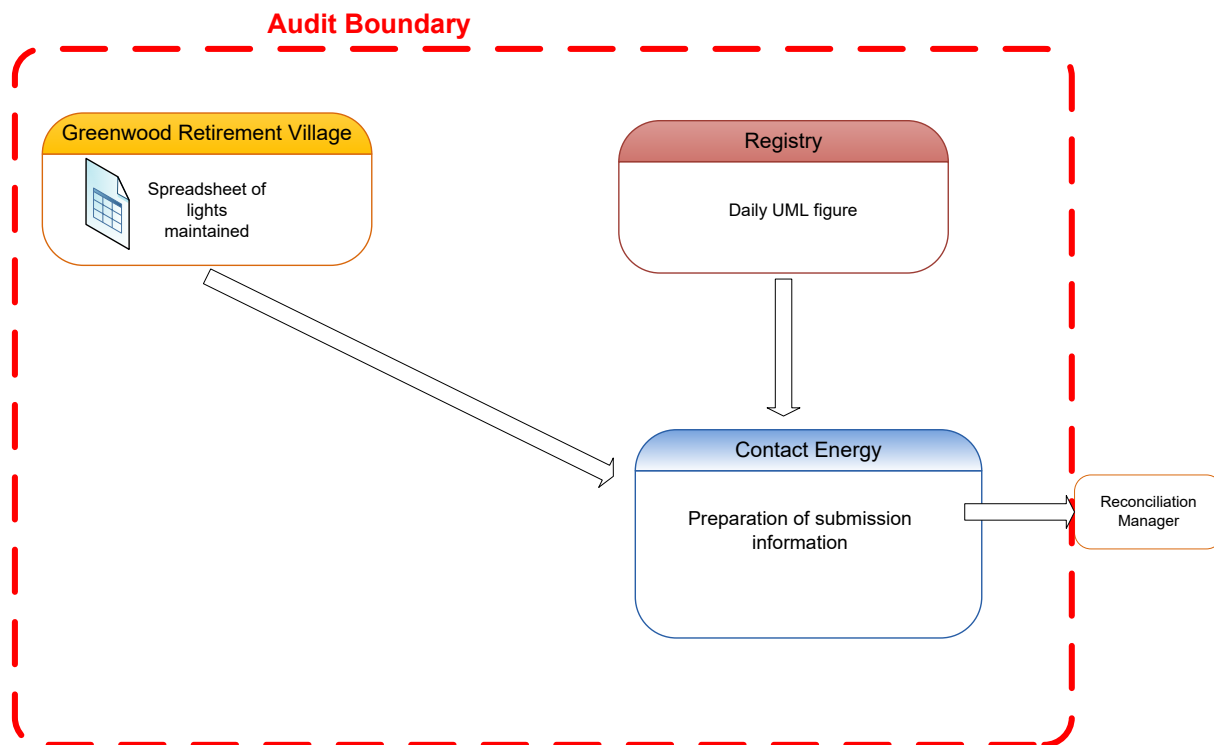 Audit Boundary
Greenwood Retirement Village
Spreadsheet of
lights
maintained
Registry
Daily UML figure
Contact Energy
Preparation of submission
information
Reconciliation
Manager